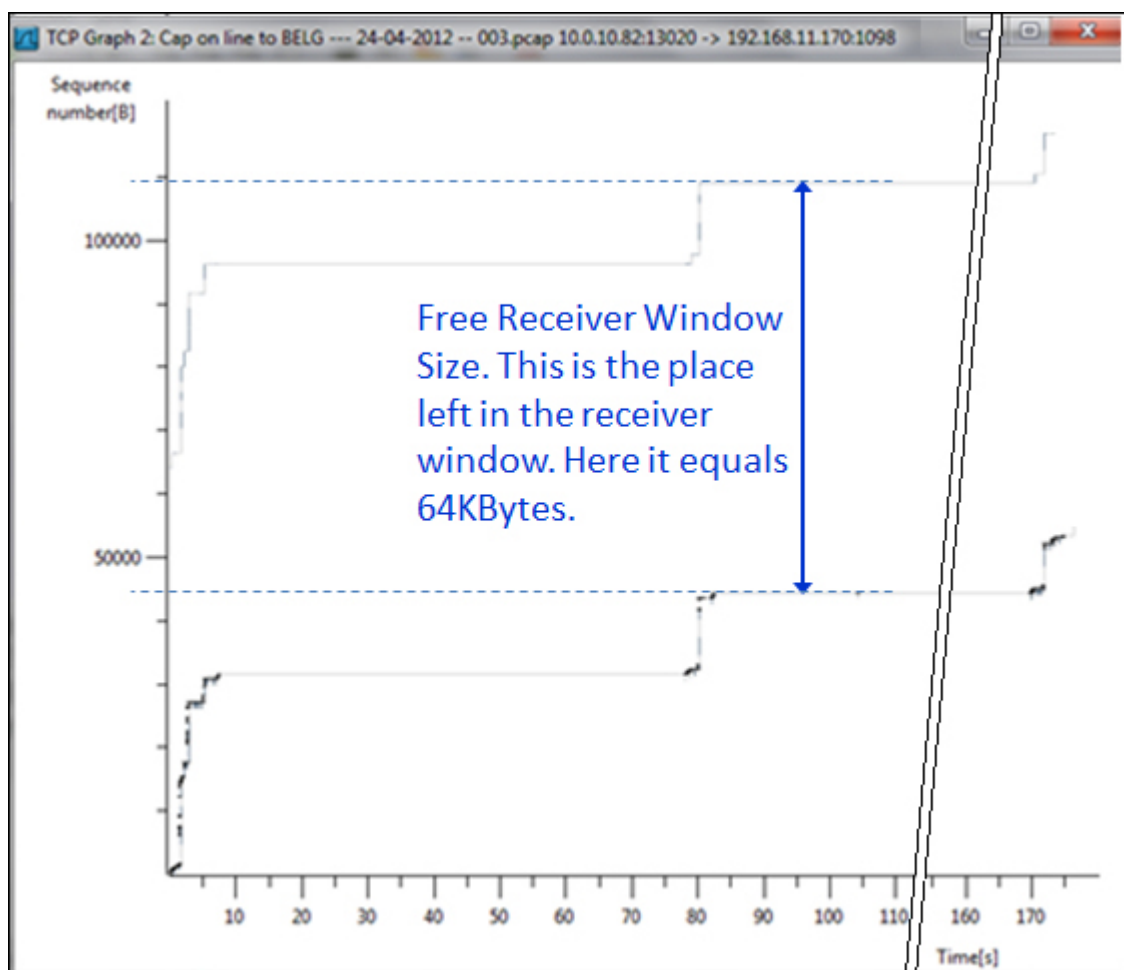 TCP Graph 2: Cap on line to BELG --- 24-04-2012 -- 003.pcap 10.0.10.82:13020 -> 192.168.11.170:1098
Sequence
number[B]
100000
Free Receiver Window
Size. This is the place
left in the receiver
window. Here it equals
64KBytes.
50000
10 20 30 40 50 60 70 80 90 100 110 160 170
Time[s]